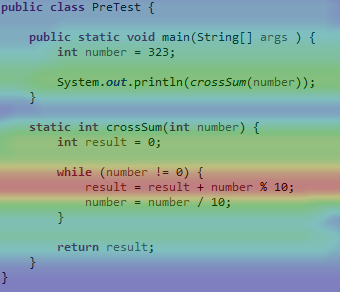 public class PreTest {
public static void main(String[] args ) {
int number = 323;
System.out.println(crossSum(number));
}
static int crossSum(int number) {
int result = 0;
while (number != 0) {
result = result + number % 10;
number = number / 10;
}
return result;
}
}